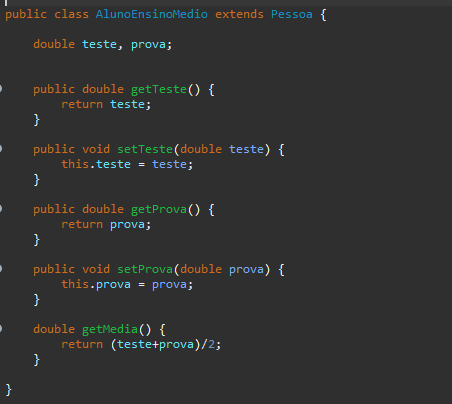 public class AlunoEnsinoMedio extends Pessoa {
double teste, prova;
public double getTeste() {
return teste;
}
public void setTeste(double teste) {
this.teste = teste;
}
public double getProva() {
return prova;
}
public void setProva(double prova) {
this.prova = prova;
}
double getMedia() {
return (teste+prova)/2;
}
}